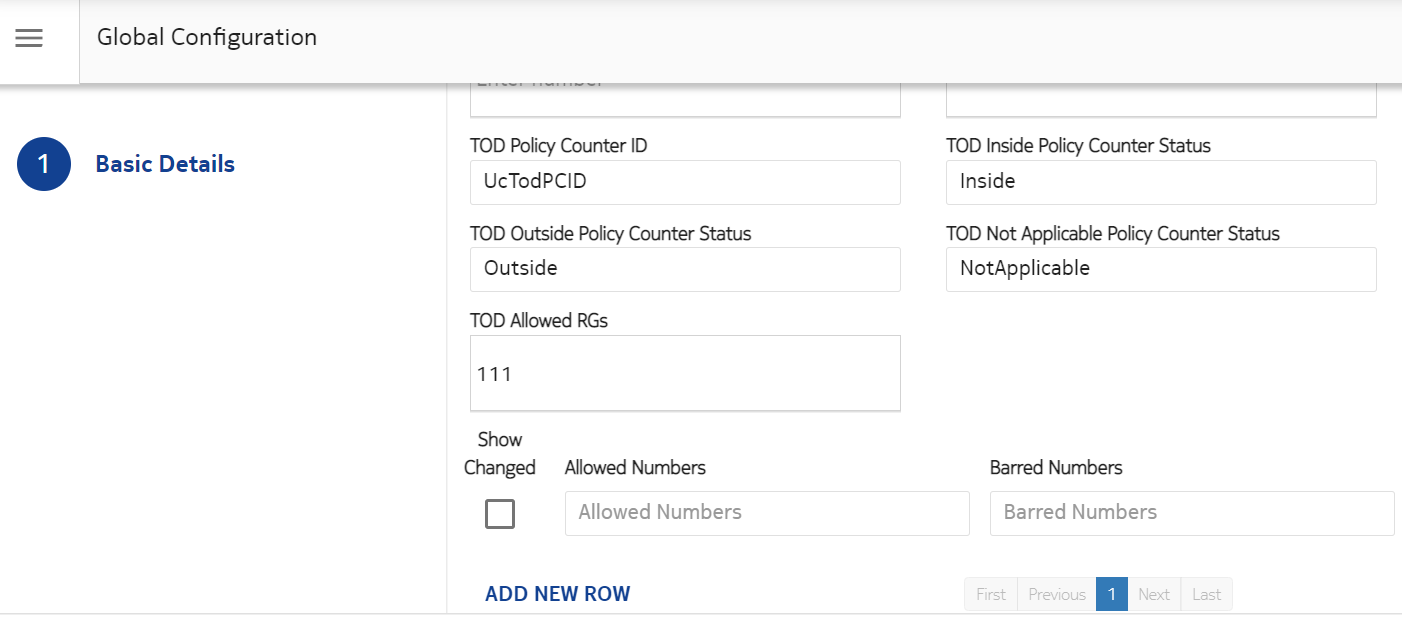 Global Configuration
1 Basic Details
TOD Policy Counter ID
UcTodPCID
TOD Inside Policy Counter Status
Inside
TOD Outside Policy Counter Status
Outside
TOD Not Applicable Policy Counter Status
NotApplicable
TOD Allowed RGs
111
Show
Changed
Allowed Numbers
Allowed Numbers
Barred Numbers
Barred Numbers
ADD NEW ROW
First Previous 1 Next Last